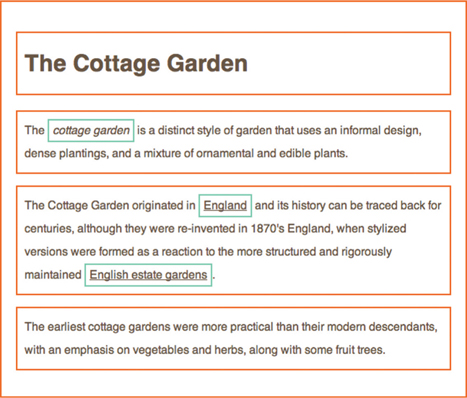 The Cottage Garden
The cottage garden is a distinct style of garden that uses an informal design,
dense plantings, and a mixture of ornamental and edible plants.
The Cottage Garden originated in England and its history can be traced back for
centuries, although they were re-invented in 1870's England, when stylized
versions were formed as a reaction to the more structured and rigorously
maintained English estate gardens.
The earliest cottage gardens were more practical than their modern descendants,
with an emphasis on vegetables and herbs, along with some fruit trees.